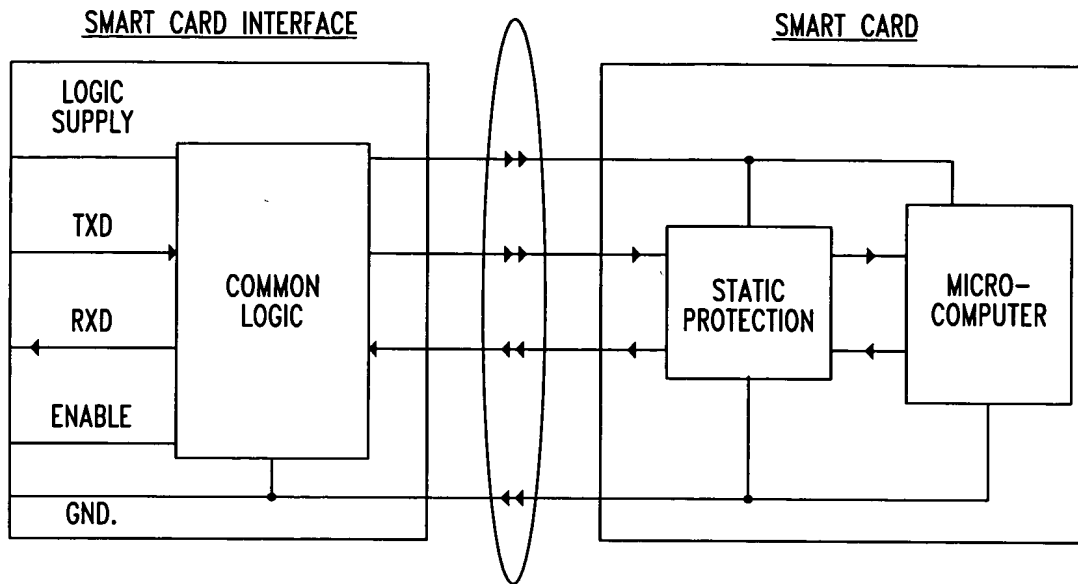 SMART CARD INTERFACE
SMART CARD
LOGIC
SUPPLY
TXD
RXD
ENABLE
GND.
COMMON
LOGIC
STATIC
PROTECTION
MICRO-
COMPUTER